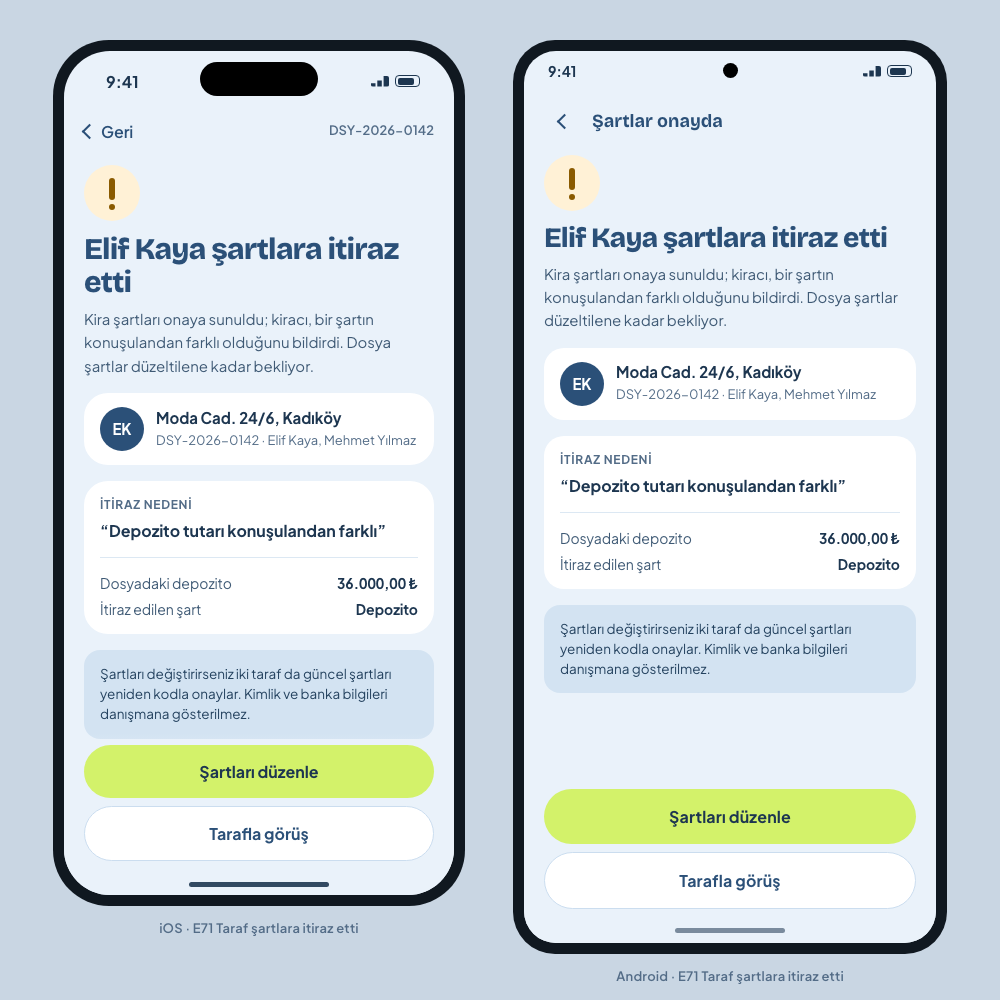 9:41
Geri
DSY-2026-0142
Elif Kaya şartlara itiraz
etti
Kira şartları onaya sunuldu; kiracı, bir şartın
konuşulandan farklı olduğunu bildirdi. Dosya
şartlar düzeltilene kadar bekliyor.
EK
Moda Cad. 24/6, Kadıköy
DSY-2026-0142 · Elif Kaya, Mehmet Yılmaz
İTİRAZ NEDENİ
“Depozito tutarı konuşulandan farklı”
Dosyadaki depozito
36.000,00 ₺
İtiraz edilen şart
Depozito
Şartları değiştirirseniz iki taraf da güncel şartları
yeniden kodla onaylar. Kimlik ve banka bilgileri
danışmana gösterilmez.
Şartları düzenle
Tarafla görüş
iOS · E71 Taraf şartlara itiraz etti
9:41
Şartlar onayda
Elif Kaya şartlara itiraz etti
Kira şartları onaya sunuldu; kiracı, bir şartın
konuşulandan farklı olduğunu bildirdi. Dosya şartlar
düzeltilene kadar bekliyor.
EK
Moda Cad. 24/6, Kadıköy
DSY-2026-0142 · Elif Kaya, Mehmet Yılmaz
İTİRAZ NEDENİ
“Depozito tutarı konuşulandan farklı”
Dosyadaki depozito
36.000,00 ₺
İtiraz edilen şart
Depozito
Şartları değiştirirseniz iki taraf da güncel şartları
yeniden kodla onaylar. Kimlik ve banka bilgileri
danışmana gösterilmez.
Şartları düzenle
Tarafla görüş
Android · E71 Taraf şartlara itiraz etti